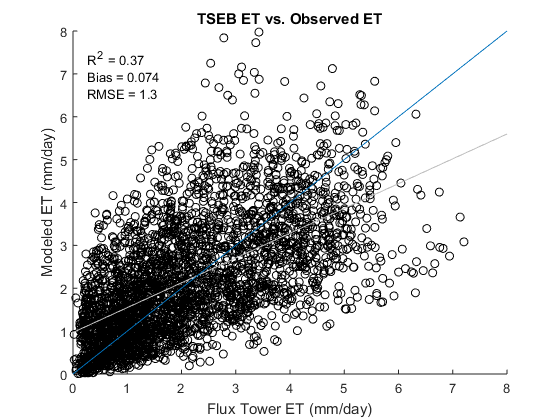 TSEB ET vs. Observed ET
R² = 0.37
Bias = 0.074
RMSE = 1.3
Modeled ET (mm/day)
8
7
6
5
4
3
2
1
0
0 1 2 3 4 5 6 7 8
Flux Tower ET (mm/day)